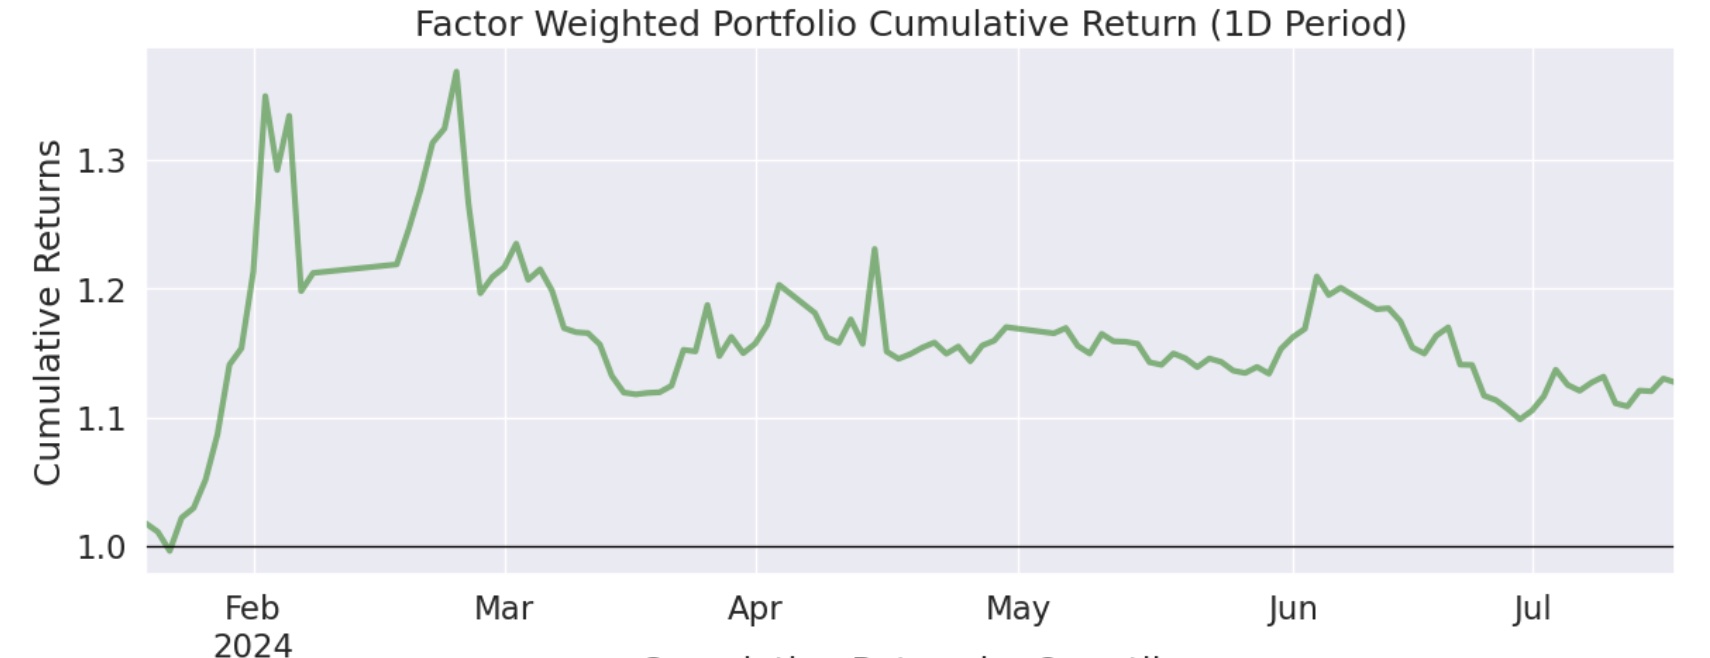 Factor Weighted Portfolio Cumulative Return (1D Period)
Cumulative Returns
1.3
1.2
1.1
1.0
Feb Mar Apr May Jun Jul
2024